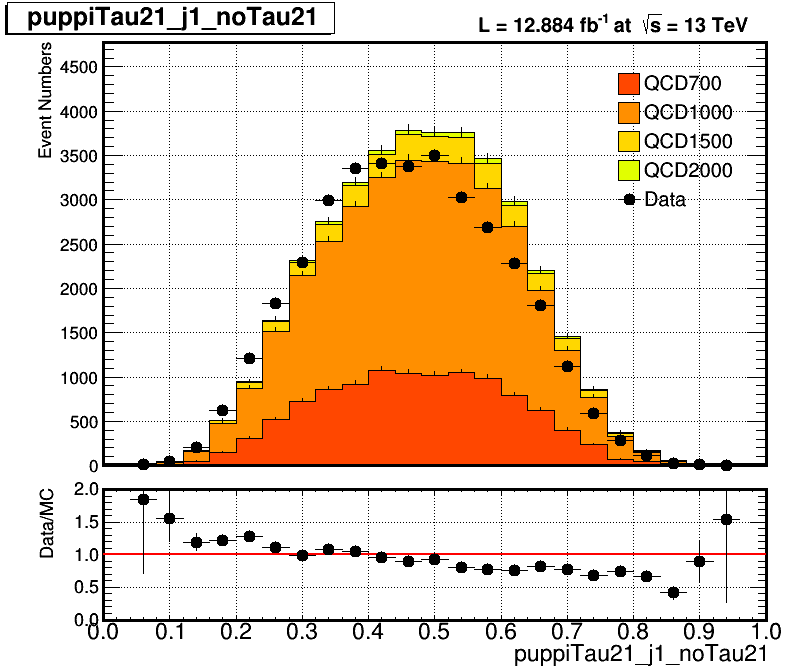 puppiTau21_j1_noTau21
L = 12.884 fb⁻¹ at √s = 13 TeV
Event Numbers
4500
4000
3500
3000
2500
2000
1500
1000
500
0
QCD700
QCD1000
QCD1500
QCD2000
Data
Data/MC
2.0
1.5
1.0
0.5
0.0
0.0 0.1 0.2 0.3 0.4 0.5 0.6 0.7 0.8 0.9 1.0
puppiTau21_j1_noTau21